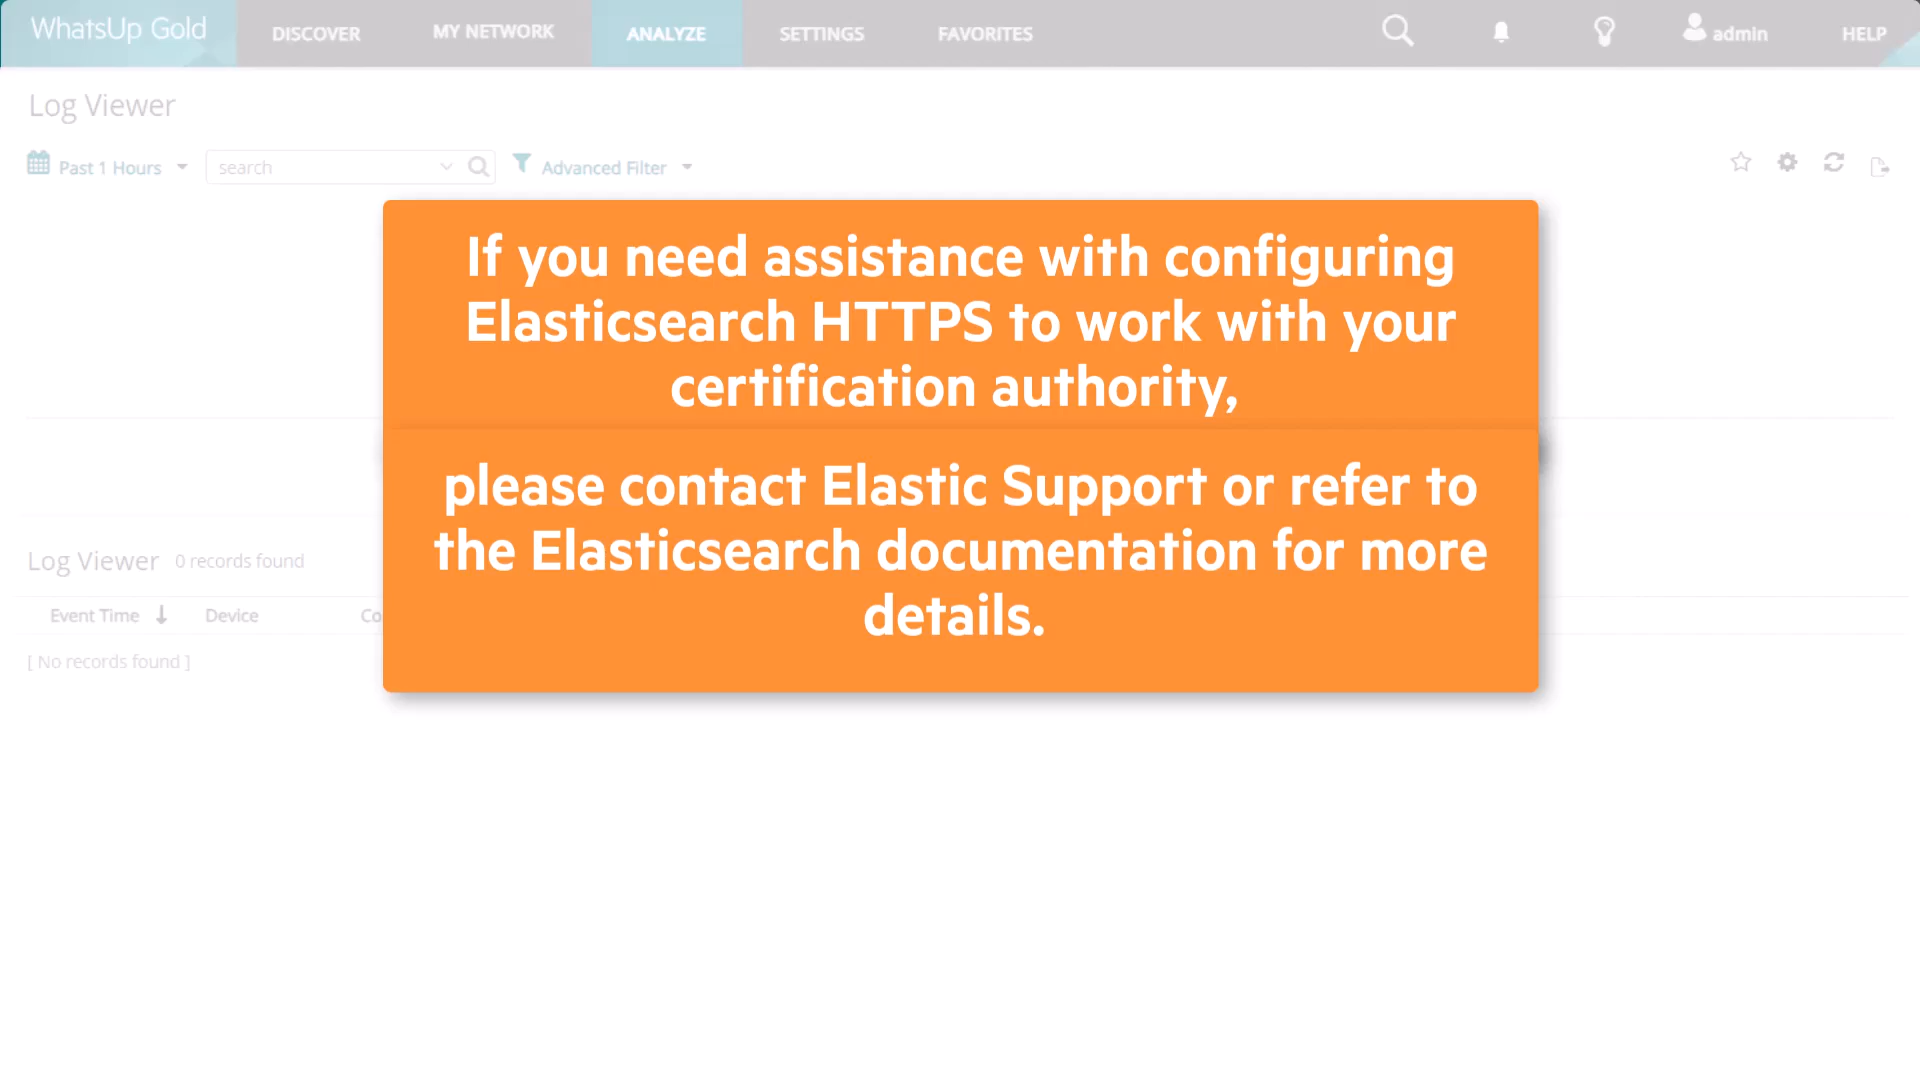 WhatsUp Gold DISCOVER MY NETWORK ANALYZE SETTINGS FAVORITES admin HELP
Log Viewer
Past 1 Hours search Advanced Filter
If you need assistance with configuring
Elasticsearch HTTPS to work with your
certification authority,
please contact Elastic Support or refer to
the Elasticsearch documentation for more
details.
Log Viewer 0 records found
Event Time Device Co
[ No records found ]